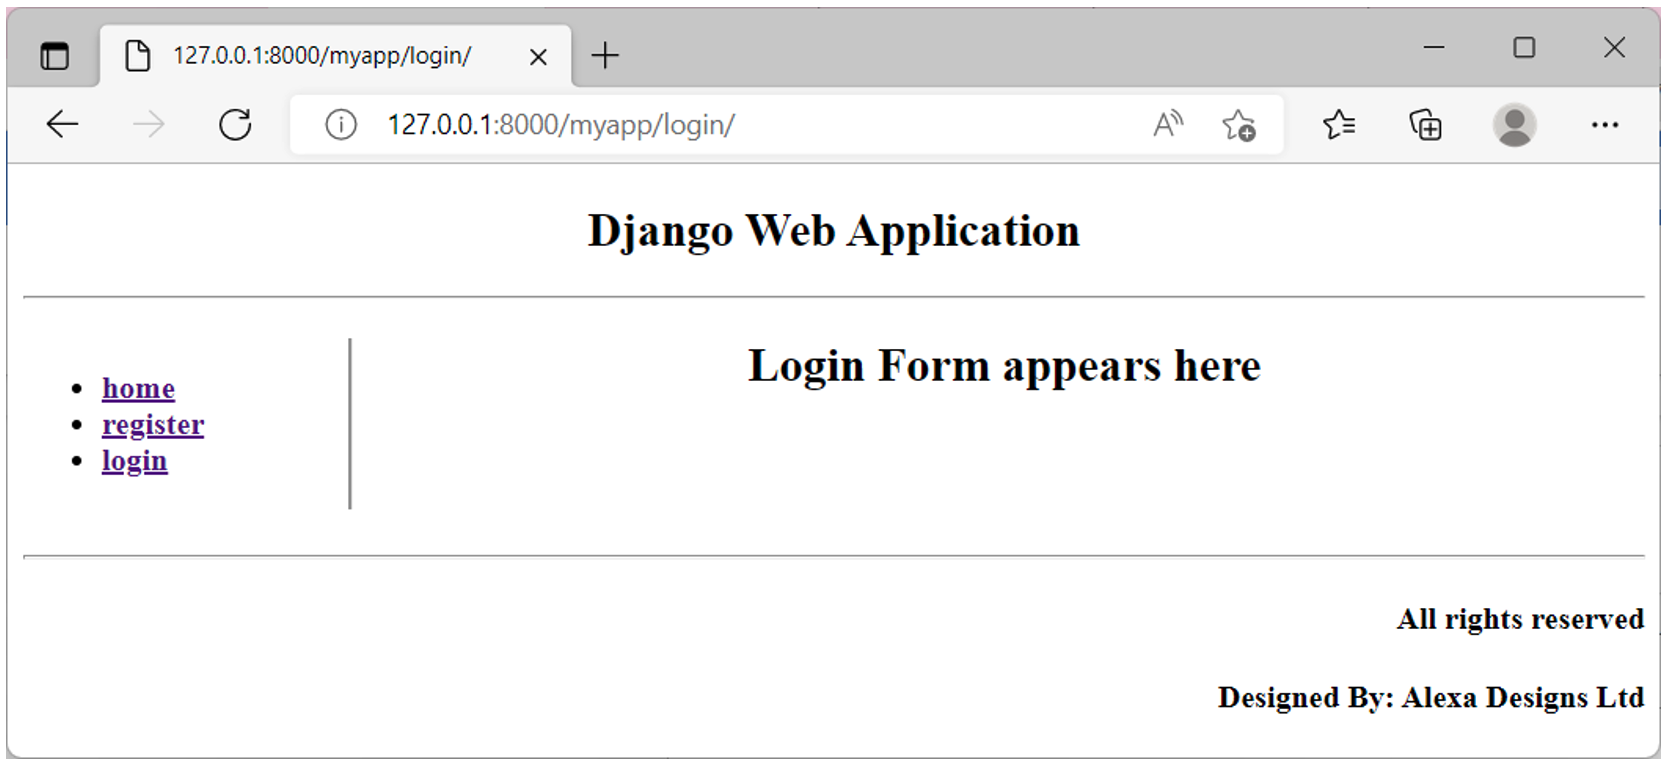 127.0.0.1:8000/myapp/login/
127.0.0.1:8000/myapp/login/
Django Web Application
Login Form appears here
home
register
login
All rights reserved
Designed By: Alexa Designs Ltd